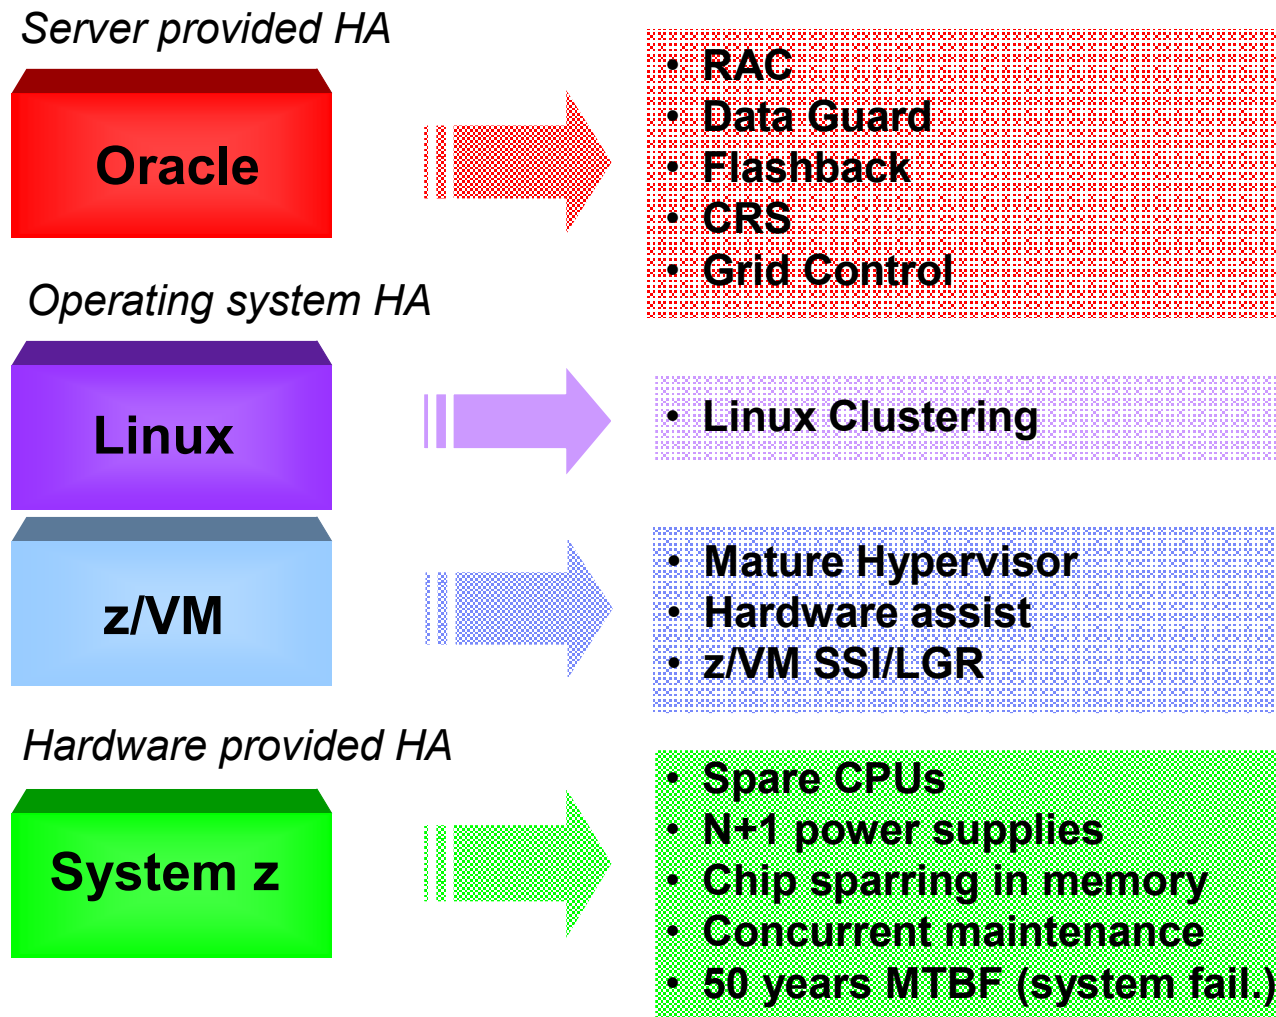 Server provided HA
Oracle
• RAC
• Data Guard
• Flashback
• CRS
• Grid Control
Operating system HA
Linux
• Linux Clustering
z/VM
• Mature Hypervisor
• Hardware assist
• z/VM SSI/LGR
Hardware provided HA
System z
• Spare CPUs
• N+1 power supplies
• Chip sparring in memory
• Concurrent maintenance
• 50 years MTBF (system fail.)